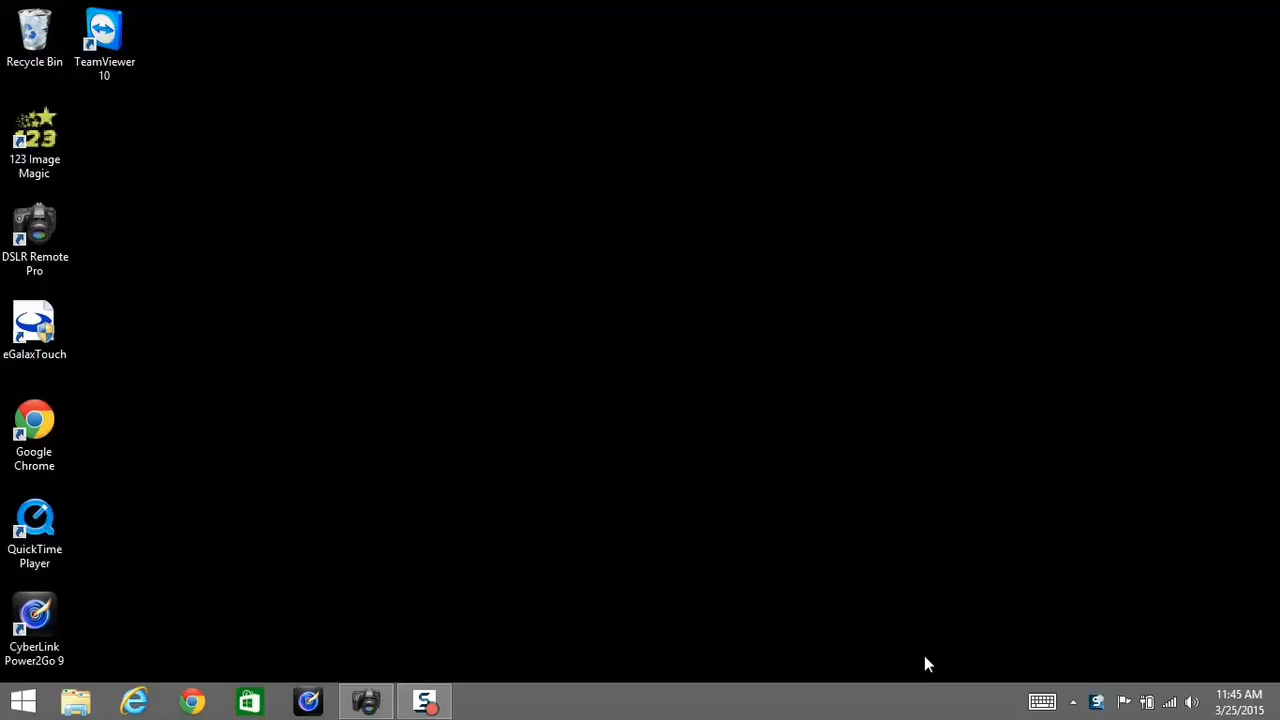 Recycle Bin
TeamViewer
10
123
123 Image
Magic
DSLR Remote
Pro
eGalaxTouch
Google
Chrome
QuickTime
Player
CyberLink
Power2Go 9
S
S
11:45 AM
3/25/2015